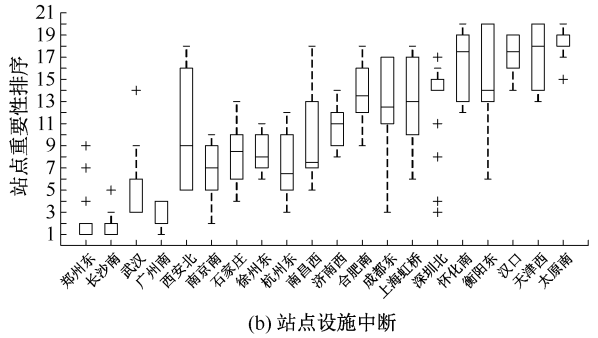 站点重要性排序
21
19
17
15
13
11
9
7
5
3
1
郑州东
长沙南
武汉
广州南
西安北
南京南
石家庄
徐州东
杭州东
南昌西
济南西
合肥南
成都东
上海虹桥
深圳北
怀化南
衡阳东
汉口
天津西
太原南
(b) 站点设施中断